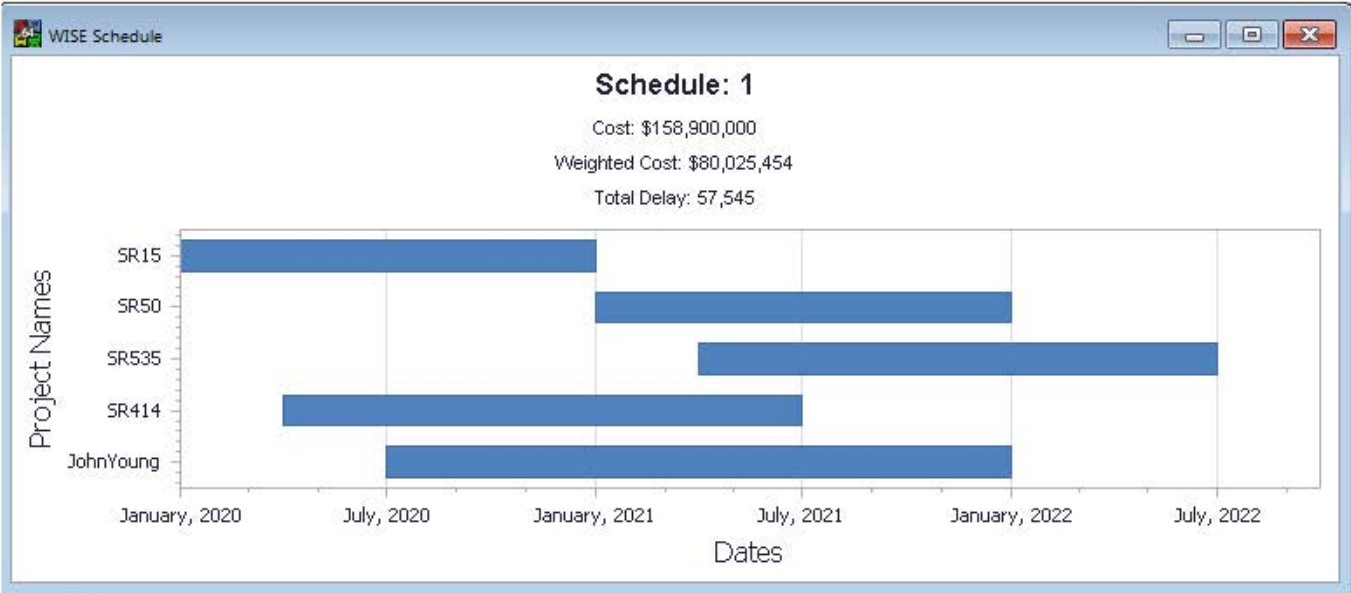 WISE Schedule
Schedule: 1
Cost: $158,900,000
Weighted Cost: $80,025,454
Total Delay: 57,545
Project Names
SR15
SR50
SR535
SR414
JohnYoung
January, 2020 July, 2020 January, 2021 July, 2021 January, 2022 July, 2022
Dates